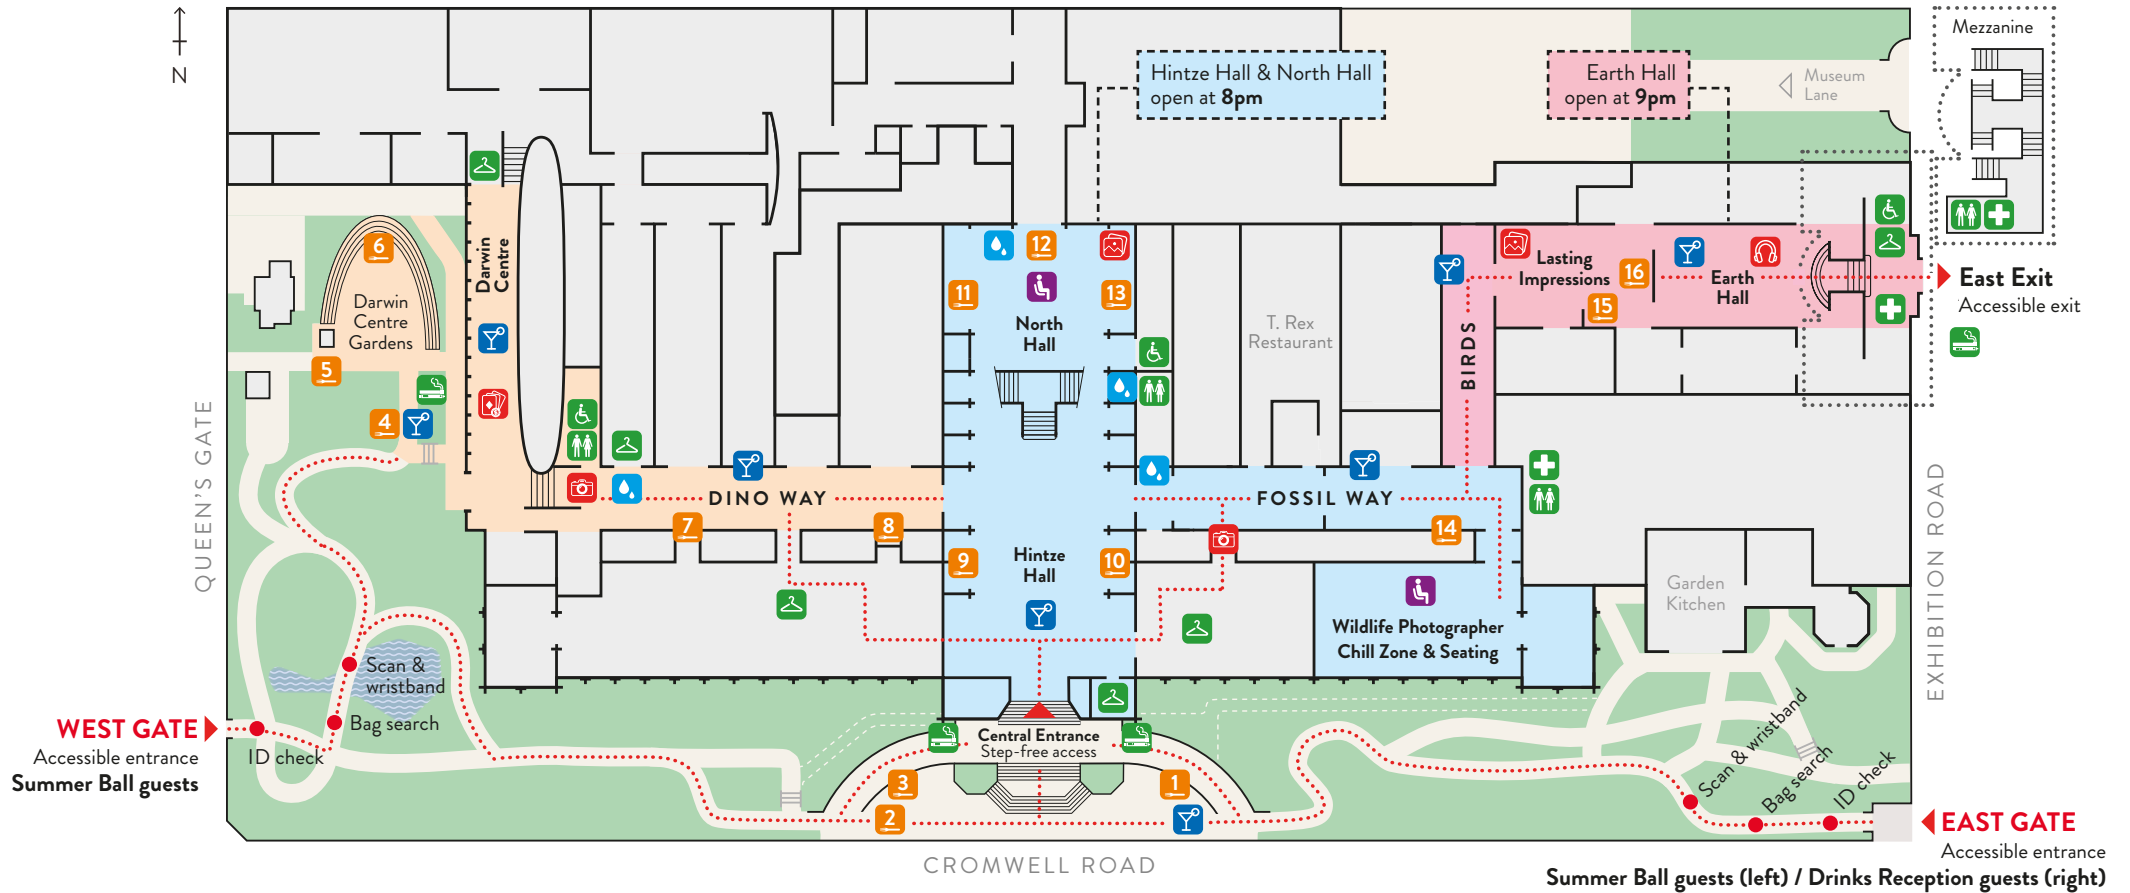 N
Mezzanine
Hintze Hall & North Hall
open at 8pm
Earth Hall
open at 9pm
Museum
Lane
6
Darwin
Centre
Gardens
5
4
Darwin
Centre
12
11
13
North
Hall
T. Rex
Restaurant
BIRDS
Lasting
Impressions
16
15
Earth
Hall
East Exit
Accessible exit
QUEEN'S GATE
EXHIBITION ROAD
DINO WAY
7
8
FOSSIL WAY
14
9
Hintze
Hall
10
Garden
Kitchen
Wildlife Photographer
Chill Zone & Seating
Scan &
wristband
Bag search
ID check
WEST GATE
Accessible entrance
Summer Ball guests
Central Entrance
Step-free access
3
2
1
Scan & wristband
Bag search
ID check
EAST GATE
Accessible entrance
Summer Ball guests (left) / Drinks Reception guests (right)
CROMWELL ROAD